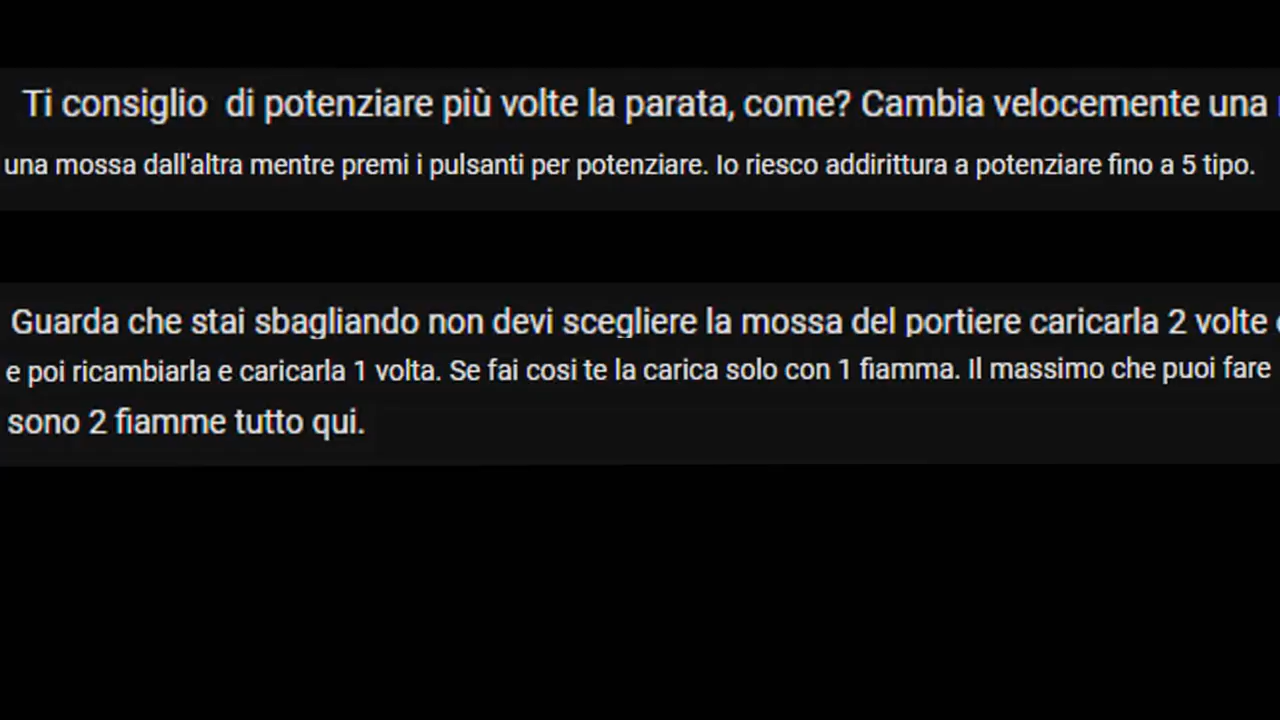 Ti consiglio di potenziare più volte la parata, come? Cambia velocemente una
una mossa dall'altra mentre premi i pulsanti per potenziare. Io riesco addirittura a potenziare fino a 5 tipo.
Guarda che stai sbagliando non devi scegliere la mossa del portiere caricarla 2 volte
e poi ricambiarla e caricarla 1 volta. Se fai cosi te la carica solo con 1 fiamma. Il massimo che puoi fare
sono 2 fiamme tutto qui.